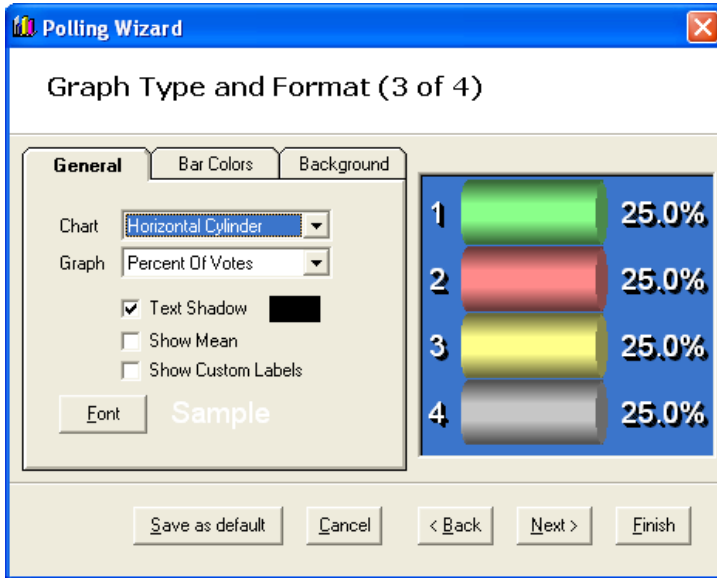 Polling Wizard
Graph Type and Format (3 of 4)
General Bar Colors Background
Chart Horizontal Cylinder
Graph Percent Of Votes
Text Shadow
Show Mean
Show Custom Labels
Font Sample
1 25.0%
2 25.0%
3 25.0%
4 25.0%
Save as default Cancel < Back Next > Finish